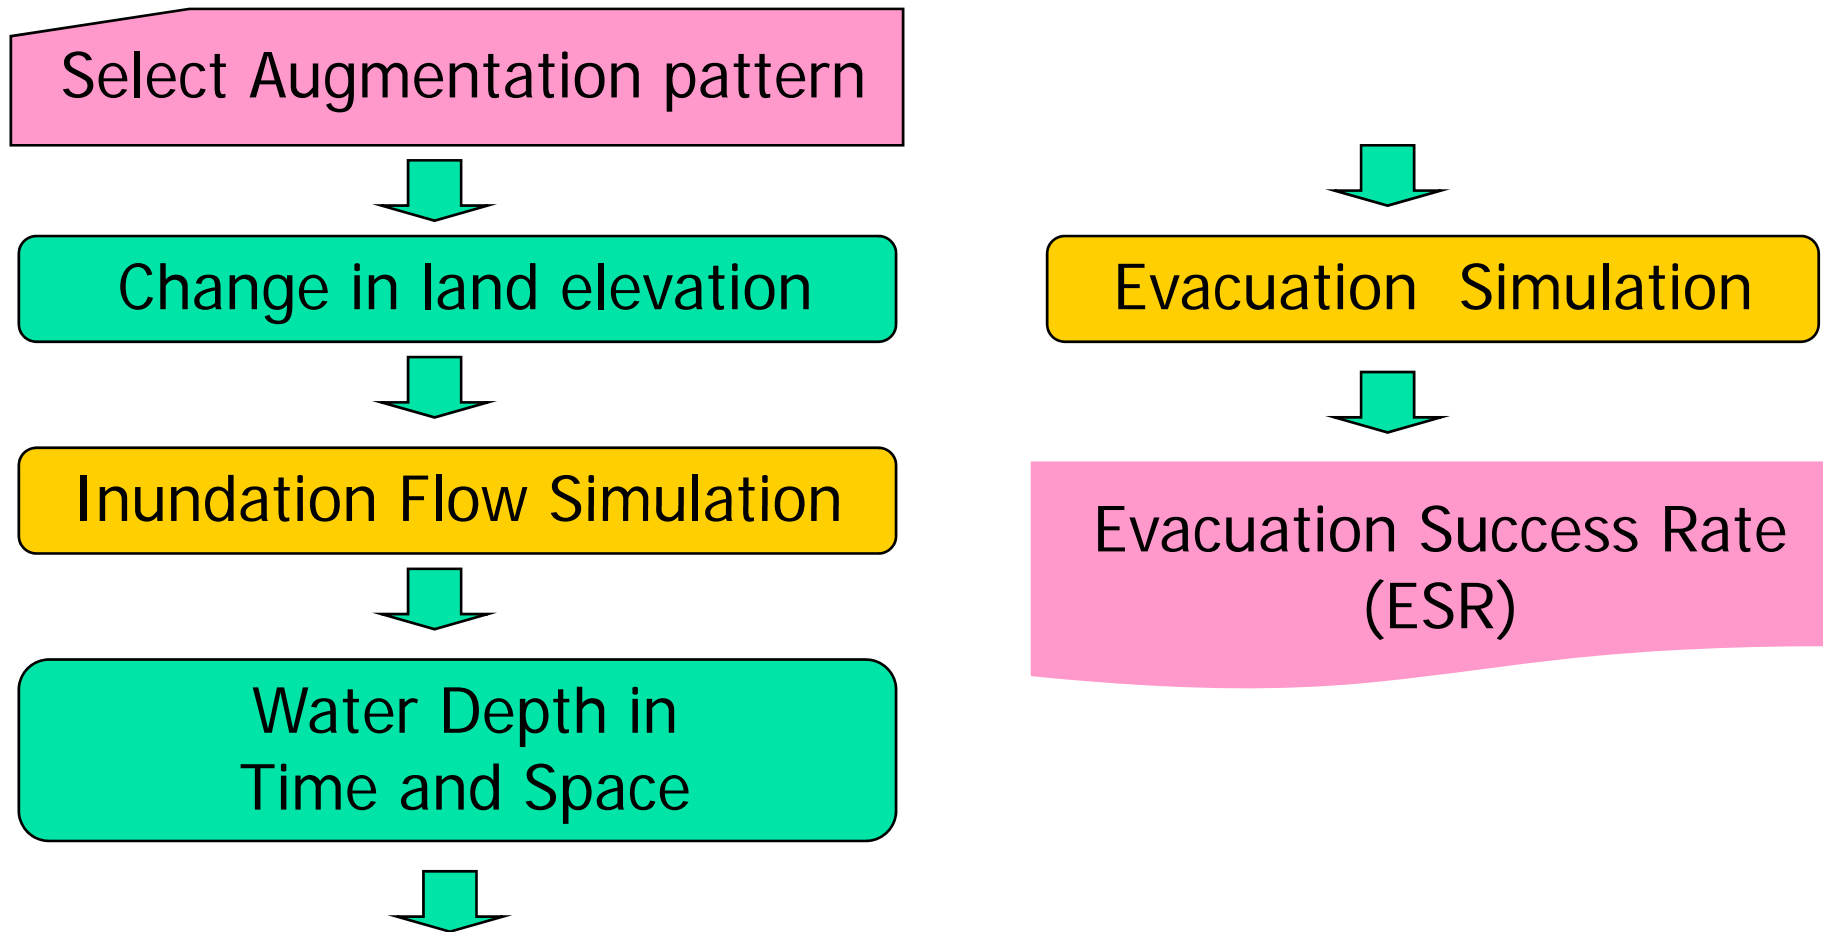 Select Augmentation pattern
Change in land elevation
Inundation Flow Simulation
Water Depth in
Time and Space
Evacuation Simulation
Evacuation Success Rate
(ESR)